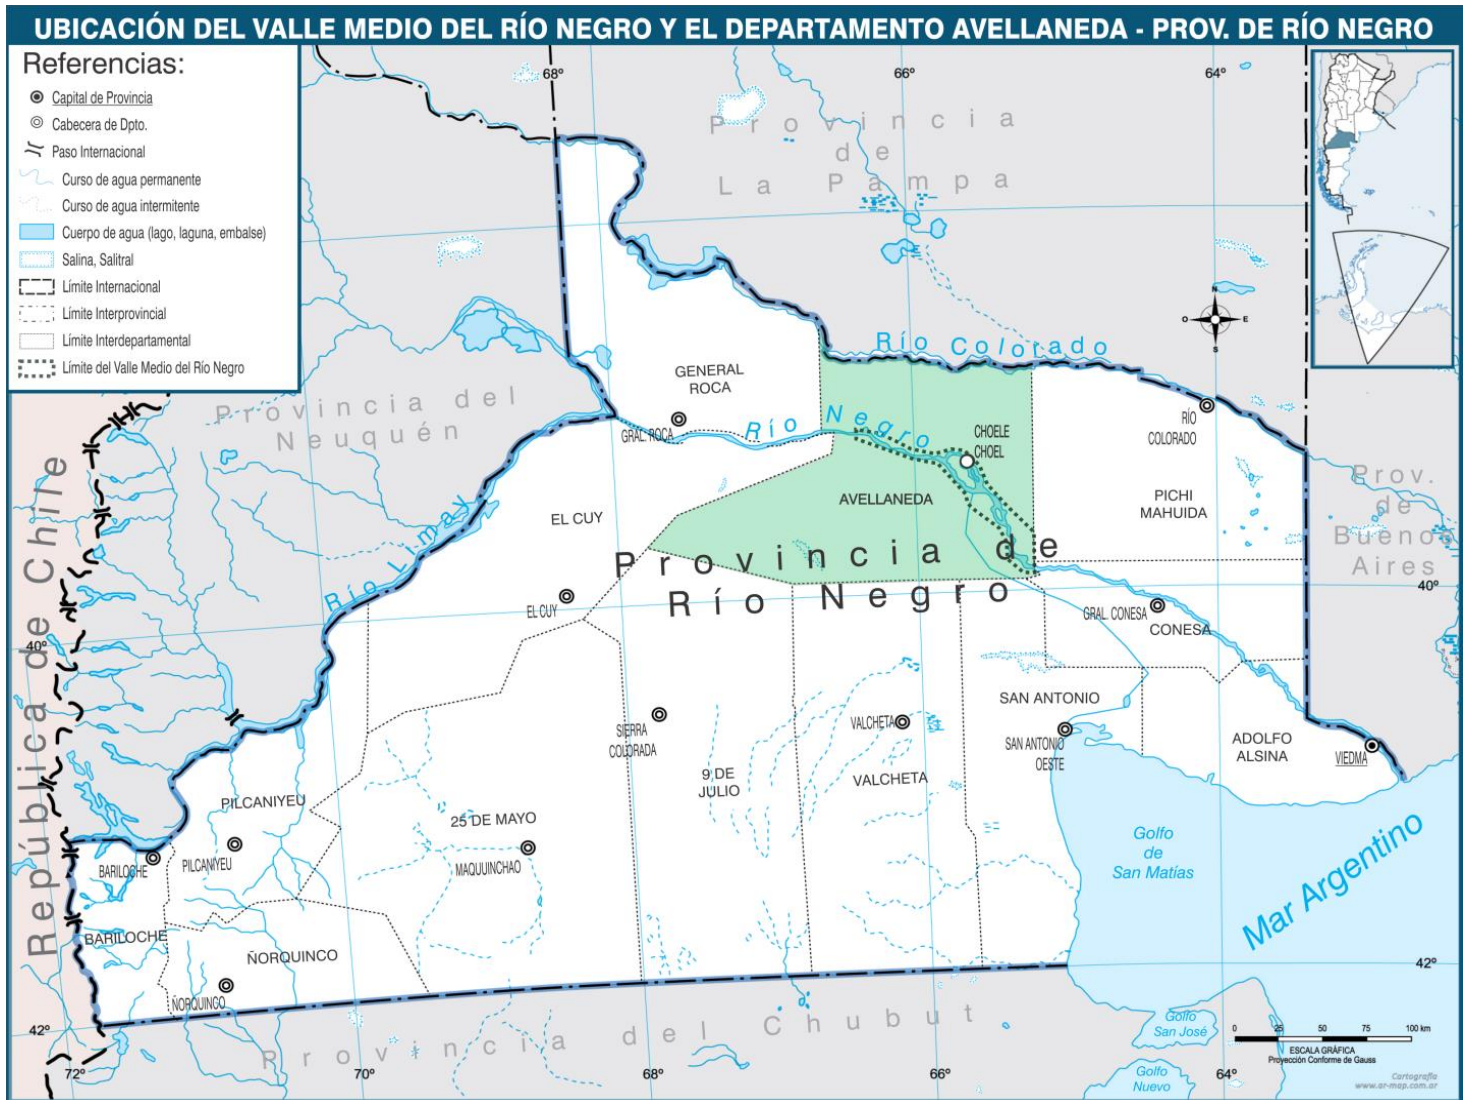 UBICACIÓN DEL VALLE MEDIO DEL RÍO NEGRO Y EL DEPARTAMENTO AVELLANEDA - PROV. DE RÍO NEGRO
Referencias:
Capital de Provincia
Cabecera de Dpto.
Paso Internacional
Curso de agua permanente
Curso de agua intermitente
Cuerpo de agua (lago, laguna, embalse)
Salina, Salitral
Límite Internacional
Límite Interprovincial
Límite Interdepartamental
Límite del Valle Medio del Río Negro
68º
66º
64º
Provincia
de
La Pampa
N
O
E
S
Río Colorado
GENERAL
ROCA
GRAL. ROCA
Río Negro
CHOELE
CHOEL
RÍO
COLORADO
Provincia del
Neuquén
AVELLANEDA
PICHI
MAHUIDA
Prov.
de
Buenos
Aires
40º
República de Chile
Río Limay
EL CUY
EL CUY
Provincia de
Río Negro
GRAL. CONESA
CONESA
40º
SAN ANTONIO
SAN ANTONIO
OESTE
SIERRA
COLORADA
VALCHETA
VALCHETA
9 DE
JULIO
ADOLFO
ALSINA
VIEDMA
PILCANIYEU
PILCANIYEU
25 DE MAYO
MAQUUINCHAO
BARILOCHE
BARILOCHE
ÑORQUINCO
ÑORQUINGO
Golfo
de
San Matías
Mar Argentino
42º
42º
Provincia del Chubut
Golfo
San José
Golfo
Nuevo
0 25 50 75 100 km
ESCALA GRÁFICA
Proyección Conforme de Gauss
Cartografía
www.ar-map.com.ar
72º
70º
68º
66º
64º